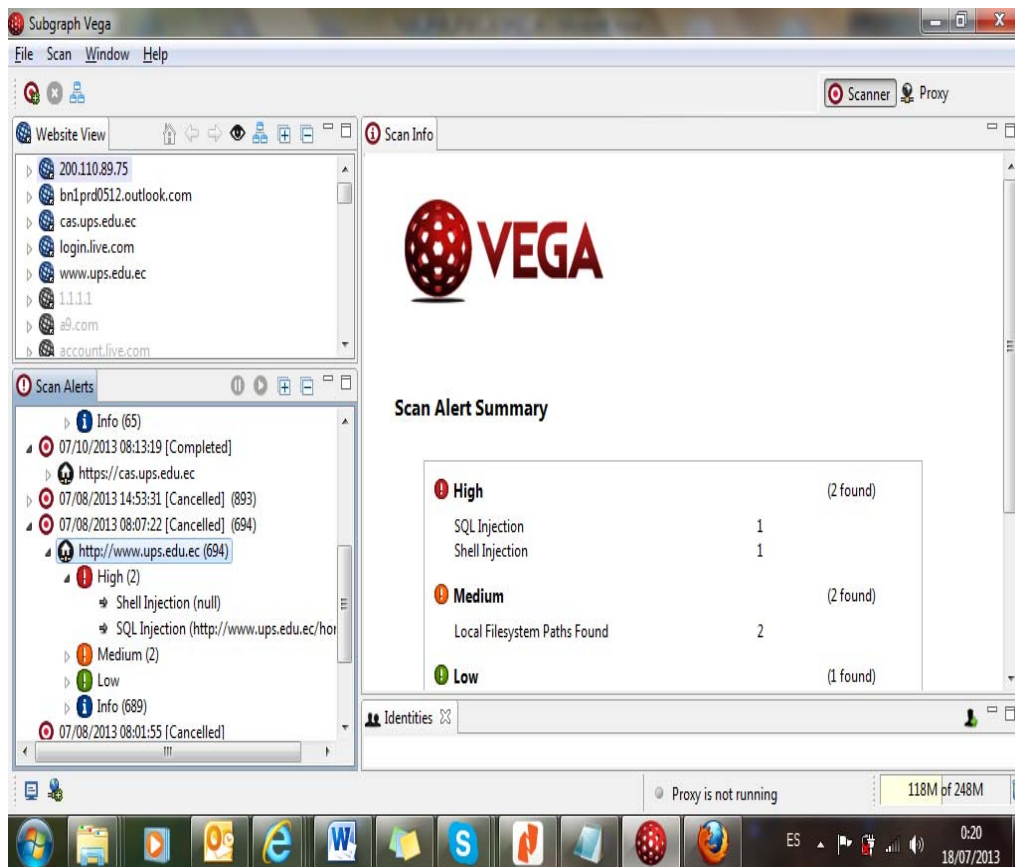 Subgraph Vega
File Scan Window Help
Scanner Proxy
Website View
200.110.89.75
bn1prd0512.outlook.com
cas.ups.edu.ec
login.live.com
www.ups.edu.ec
1.1.1.1
a9.com
account.live.com
Scan Alerts
Info (65)
07/10/2013 08:13:19 [Completed]
https://cas.ups.edu.ec
07/08/2013 14:53:31 [Cancelled] (893)
07/08/2013 08:07:22 [Cancelled] (694)
http://www.ups.edu.ec (694)
High (2)
Shell Injection (null)
SQL Injection (http://www.ups.edu.ec/hor
Medium (2)
Low
Info (689)
07/08/2013 08:01:55 [Cancelled]
Scan Info
VEGA
Scan Alert Summary
High (2 found)
SQL Injection 1
Shell Injection 1
Medium (2 found)
Local Filesystem Paths Found 2
Low (1 found)
Identities
Proxy is not running
118M of 248M
ES
0:20
18/07/2013